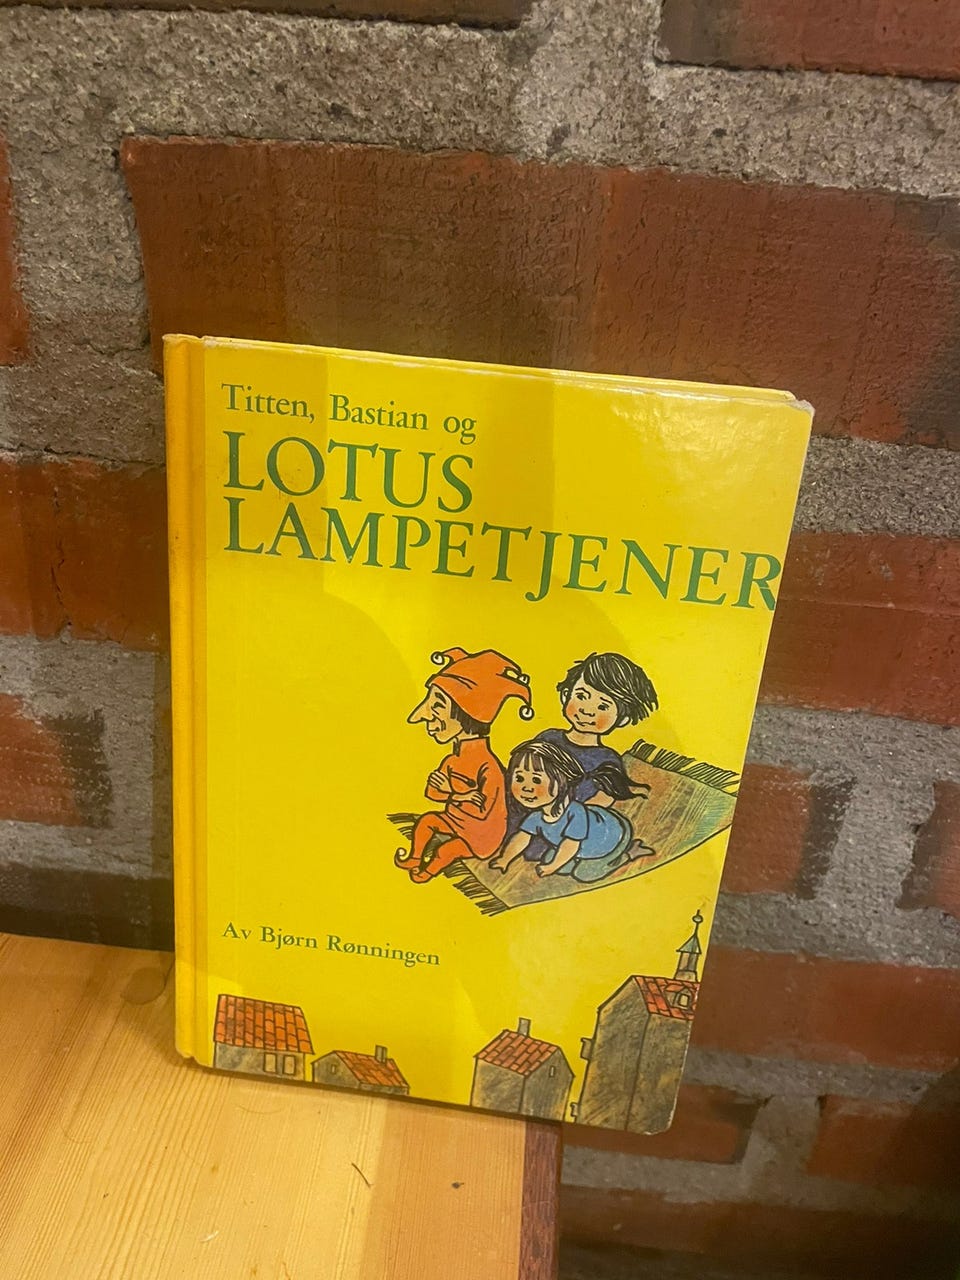 Titten, Bastian og
LOTUS
LAMPETJENER
Av Bjørn Rønningen